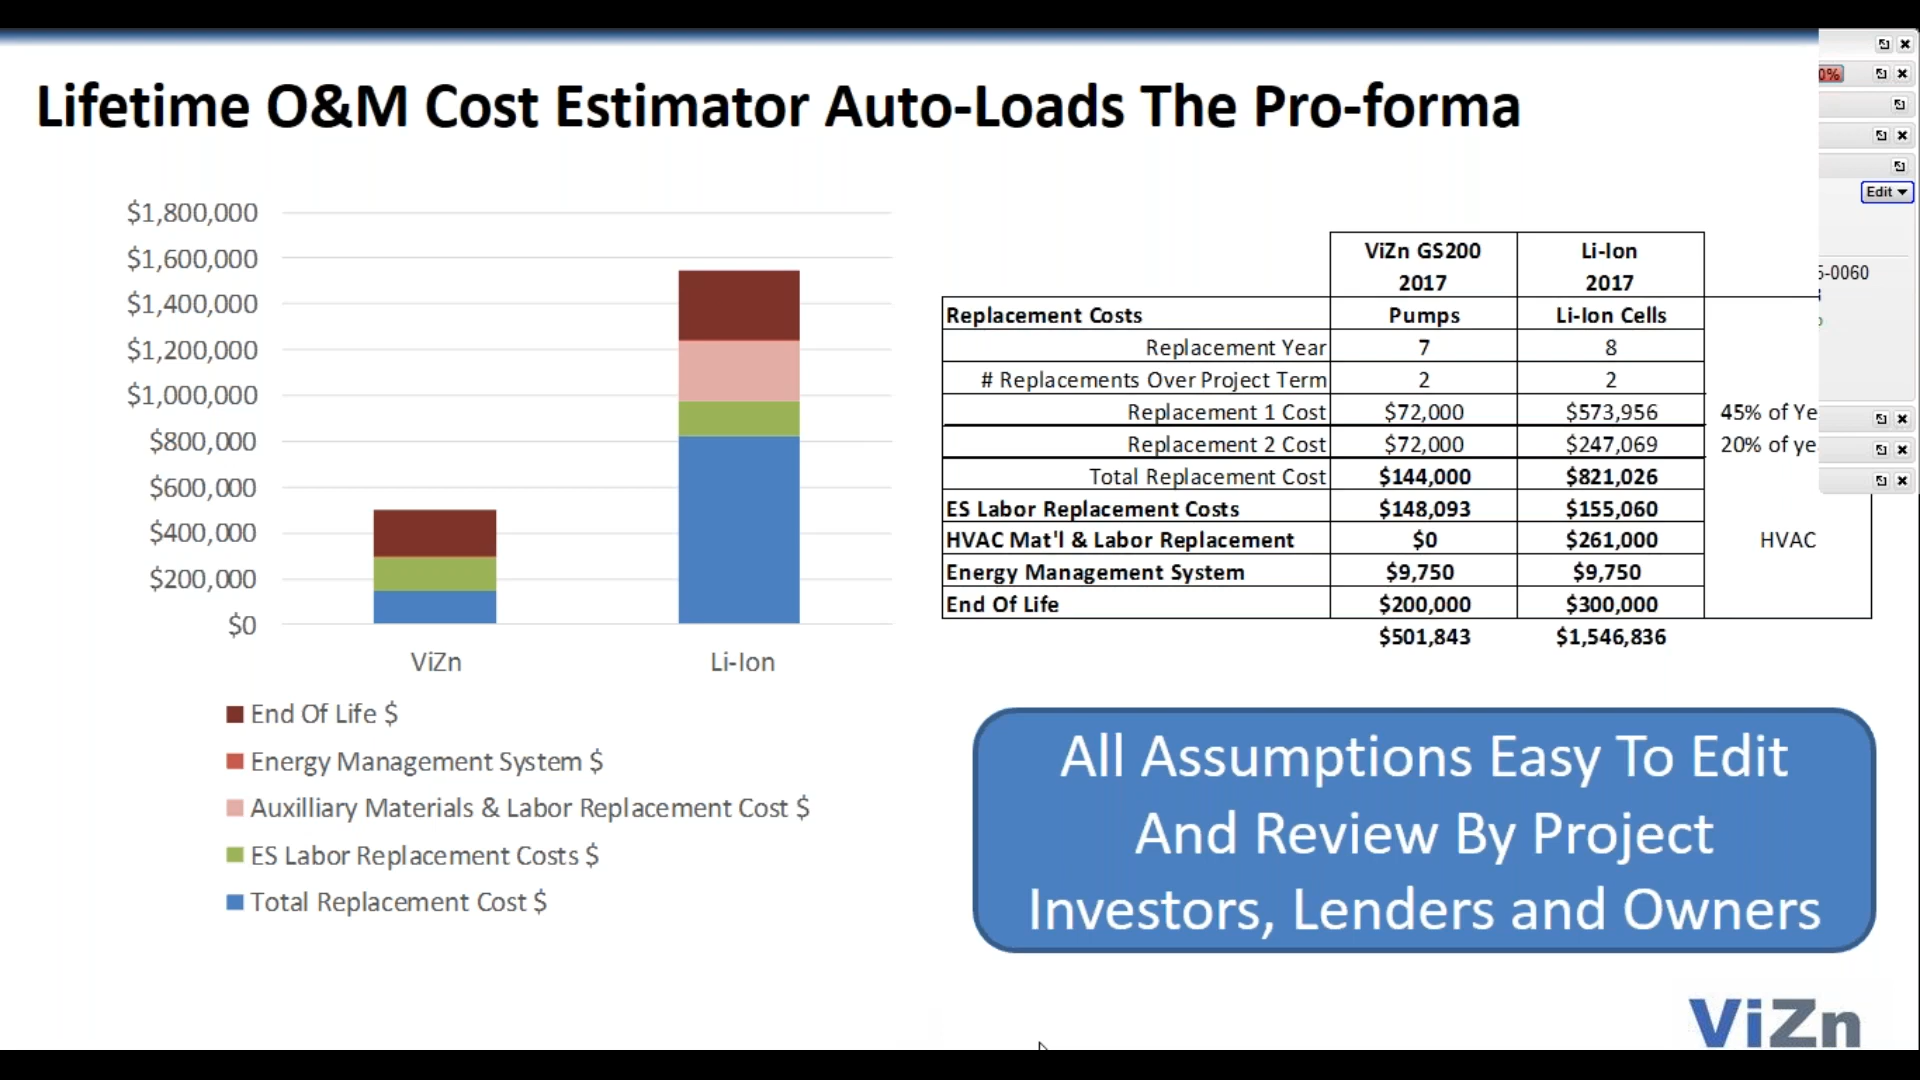 Lifetime O&M Cost Estimator Auto-Loads The Pro-forma
$1,800,000
$1,600,000
$1,400,000
$1,200,000
$1,000,000
$800,000
$600,000
$400,000
$200,000
$0
ViZn Li-Ion
End Of Life $
Energy Management System $
Auxilliary Materials & Labor Replacement Cost $
ES Labor Replacement Costs $
Total Replacement Cost $
ViZn GS200 Li-Ion
2017 2017
Replacement Costs Pumps Li-Ion Cells
Replacement Year 7 8
# Replacements Over Project Term 2 2
Replacement 1 Cost $72,000 $573,956 45% of Ye
Replacement 2 Cost $72,000 $247,069 20% of ye
Total Replacement Cost $144,000 $821,026
ES Labor Replacement Costs $148,093 $155,060
HVAC Mat'l & Labor Replacement $0 $261,000 HVAC
Energy Management System $9,750 $9,750
End Of Life $200,000 $300,000
$501,843 $1,546,836
All Assumptions Easy To Edit
And Review By Project
Investors, Lenders and Owners
ViZn
0%
Edit
5-0060